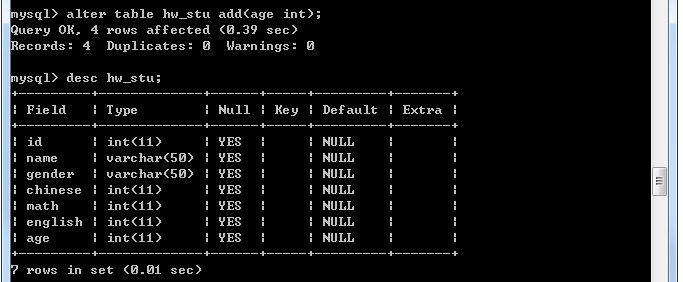 mysql> alter table hw_stu add(age int);
Query OK, 4 rows affected (0.39 sec)
Records: 4  Duplicates: 0  Warnings: 0

mysql> desc hw_stu;
+---------+-------------+------+-----+---------+-------+
| Field   | Type        | Null | Key | Default | Extra |
+---------+-------------+------+-----+---------+-------+
| id      | int(11)     | YES  |     | NULL    |       |
| name    | varchar(50) | YES  |     | NULL    |       |
| gender  | varchar(50) | YES  |     | NULL    |       |
| chinese | int(11)     | YES  |     | NULL    |       |
| math    | int(11)     | YES  |     | NULL    |       |
| english | int(11)     | YES  |     | NULL    |       |
| age     | int(11)     | YES  |     | NULL    |       |
+---------+-------------+------+-----+---------+-------+
7 rows in set (0.01 sec)